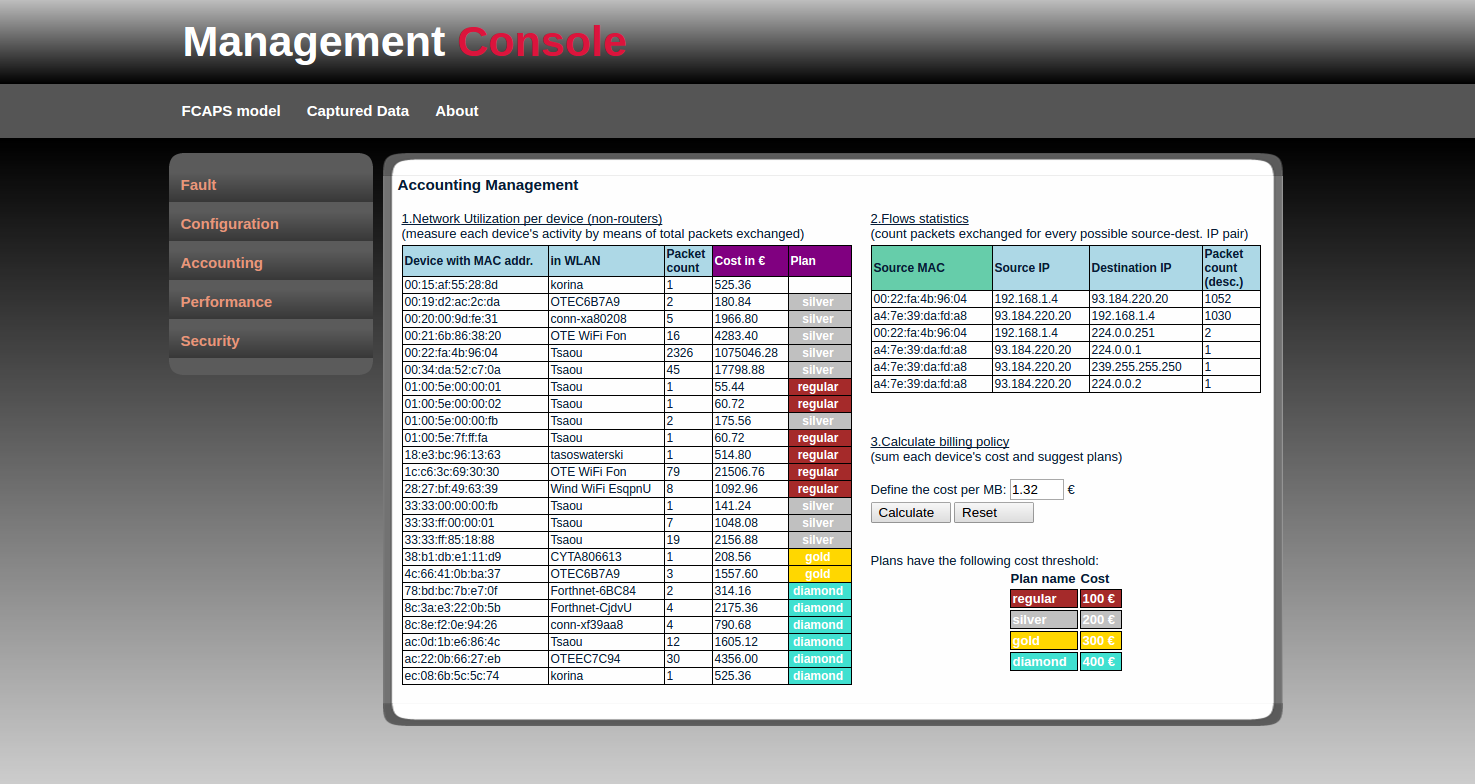 Management Console
FCAPS model Captured Data About
Fault
Configuration
Accounting
Performance
Security
Accounting Management
1.Network Utilization per device (non-routers)
(measure each device's activity by means of total packets exchanged)
Device with MAC addr. in WLAN Packet count Cost in € Plan
00:15:af:55:28:8d korina 1 525.36
00:19:d2:ac:2c:da OTEC6B7A9 2 180.84 silver
00:20:00:9d:fe:31 conn-xa80208 5 1966.80 silver
00:21:6b:86:38:20 OTE WiFi Fon 16 4283.40 silver
00:22:fa:4b:96:04 Tsaou 2326 1075046.28 silver
00:34:da:52:c7:0a Tsaou 45 17798.88 silver
01:00:5e:00:00:01 Tsaou 1 55.44 regular
01:00:5e:00:00:02 Tsaou 1 60.72 regular
01:00:5e:00:00:fb Tsaou 2 175.56 silver
01:00:5e:7f:ff:fa Tsaou 1 60.72 regular
18:e3:bc:96:13:63 tasoswaterski 1 514.80 regular
1c:c6:3c:69:30:30 OTE WiFi Fon 79 21506.76 regular
28:27:bf:49:63:39 Wind WiFi EsqpnU 8 1092.96 regular
33:33:00:00:00:fb Tsaou 1 141.24 silver
33:33:ff:00:00:01 Tsaou 7 1048.08 silver
33:33:ff:85:18:88 Tsaou 19 2156.88 silver
38:b1:db:e1:11:d9 CYTA806613 1 208.56 gold
4c:66:41:0b:ba:37 OTEC6B7A9 3 1557.60 gold
78:bd:bc:7b:e7:0f Forthnet-6BC84 2 314.16 diamond
8c:3a:e3:22:0b:5b Forthnet-CjdvU 4 2175.36 diamond
8c:8e:f2:0e:94:26 conn-xf39aa8 4 790.68 diamond
ac:0d:1b:e6:86:4c Tsaou 12 1605.12 diamond
ac:22:0b:66:27:eb OTEEC7C94 30 4356.00 diamond
ec:08:6b:5c:5c:74 korina 1 525.36 diamond
2.Flows statistics
(count packets exchanged for every possible source-dest. IP pair)
Source MAC Source IP Destination IP Packet count (desc.)
00:22:fa:4b:96:04 192.168.1.4 93.184.220.20 1052
a4:7e:39:da:fd:a8 93.184.220.20 192.168.1.4 1030
00:22:fa:4b:96:04 192.168.1.4 224.0.0.251 2
a4:7e:39:da:fd:a8 93.184.220.20 224.0.0.1 1
a4:7e:39:da:fd:a8 93.184.220.20 239.255.255.250 1
a4:7e:39:da:fd:a8 93.184.220.20 224.0.0.2 1
3.Calculate billing policy
(sum each device's cost and suggest plans)
Define the cost per MB: 1.32 €
Calculate Reset
Plans have the following cost threshold:
Plan name Cost
regular 100 €
silver 200 €
gold 300 €
diamond 400 €